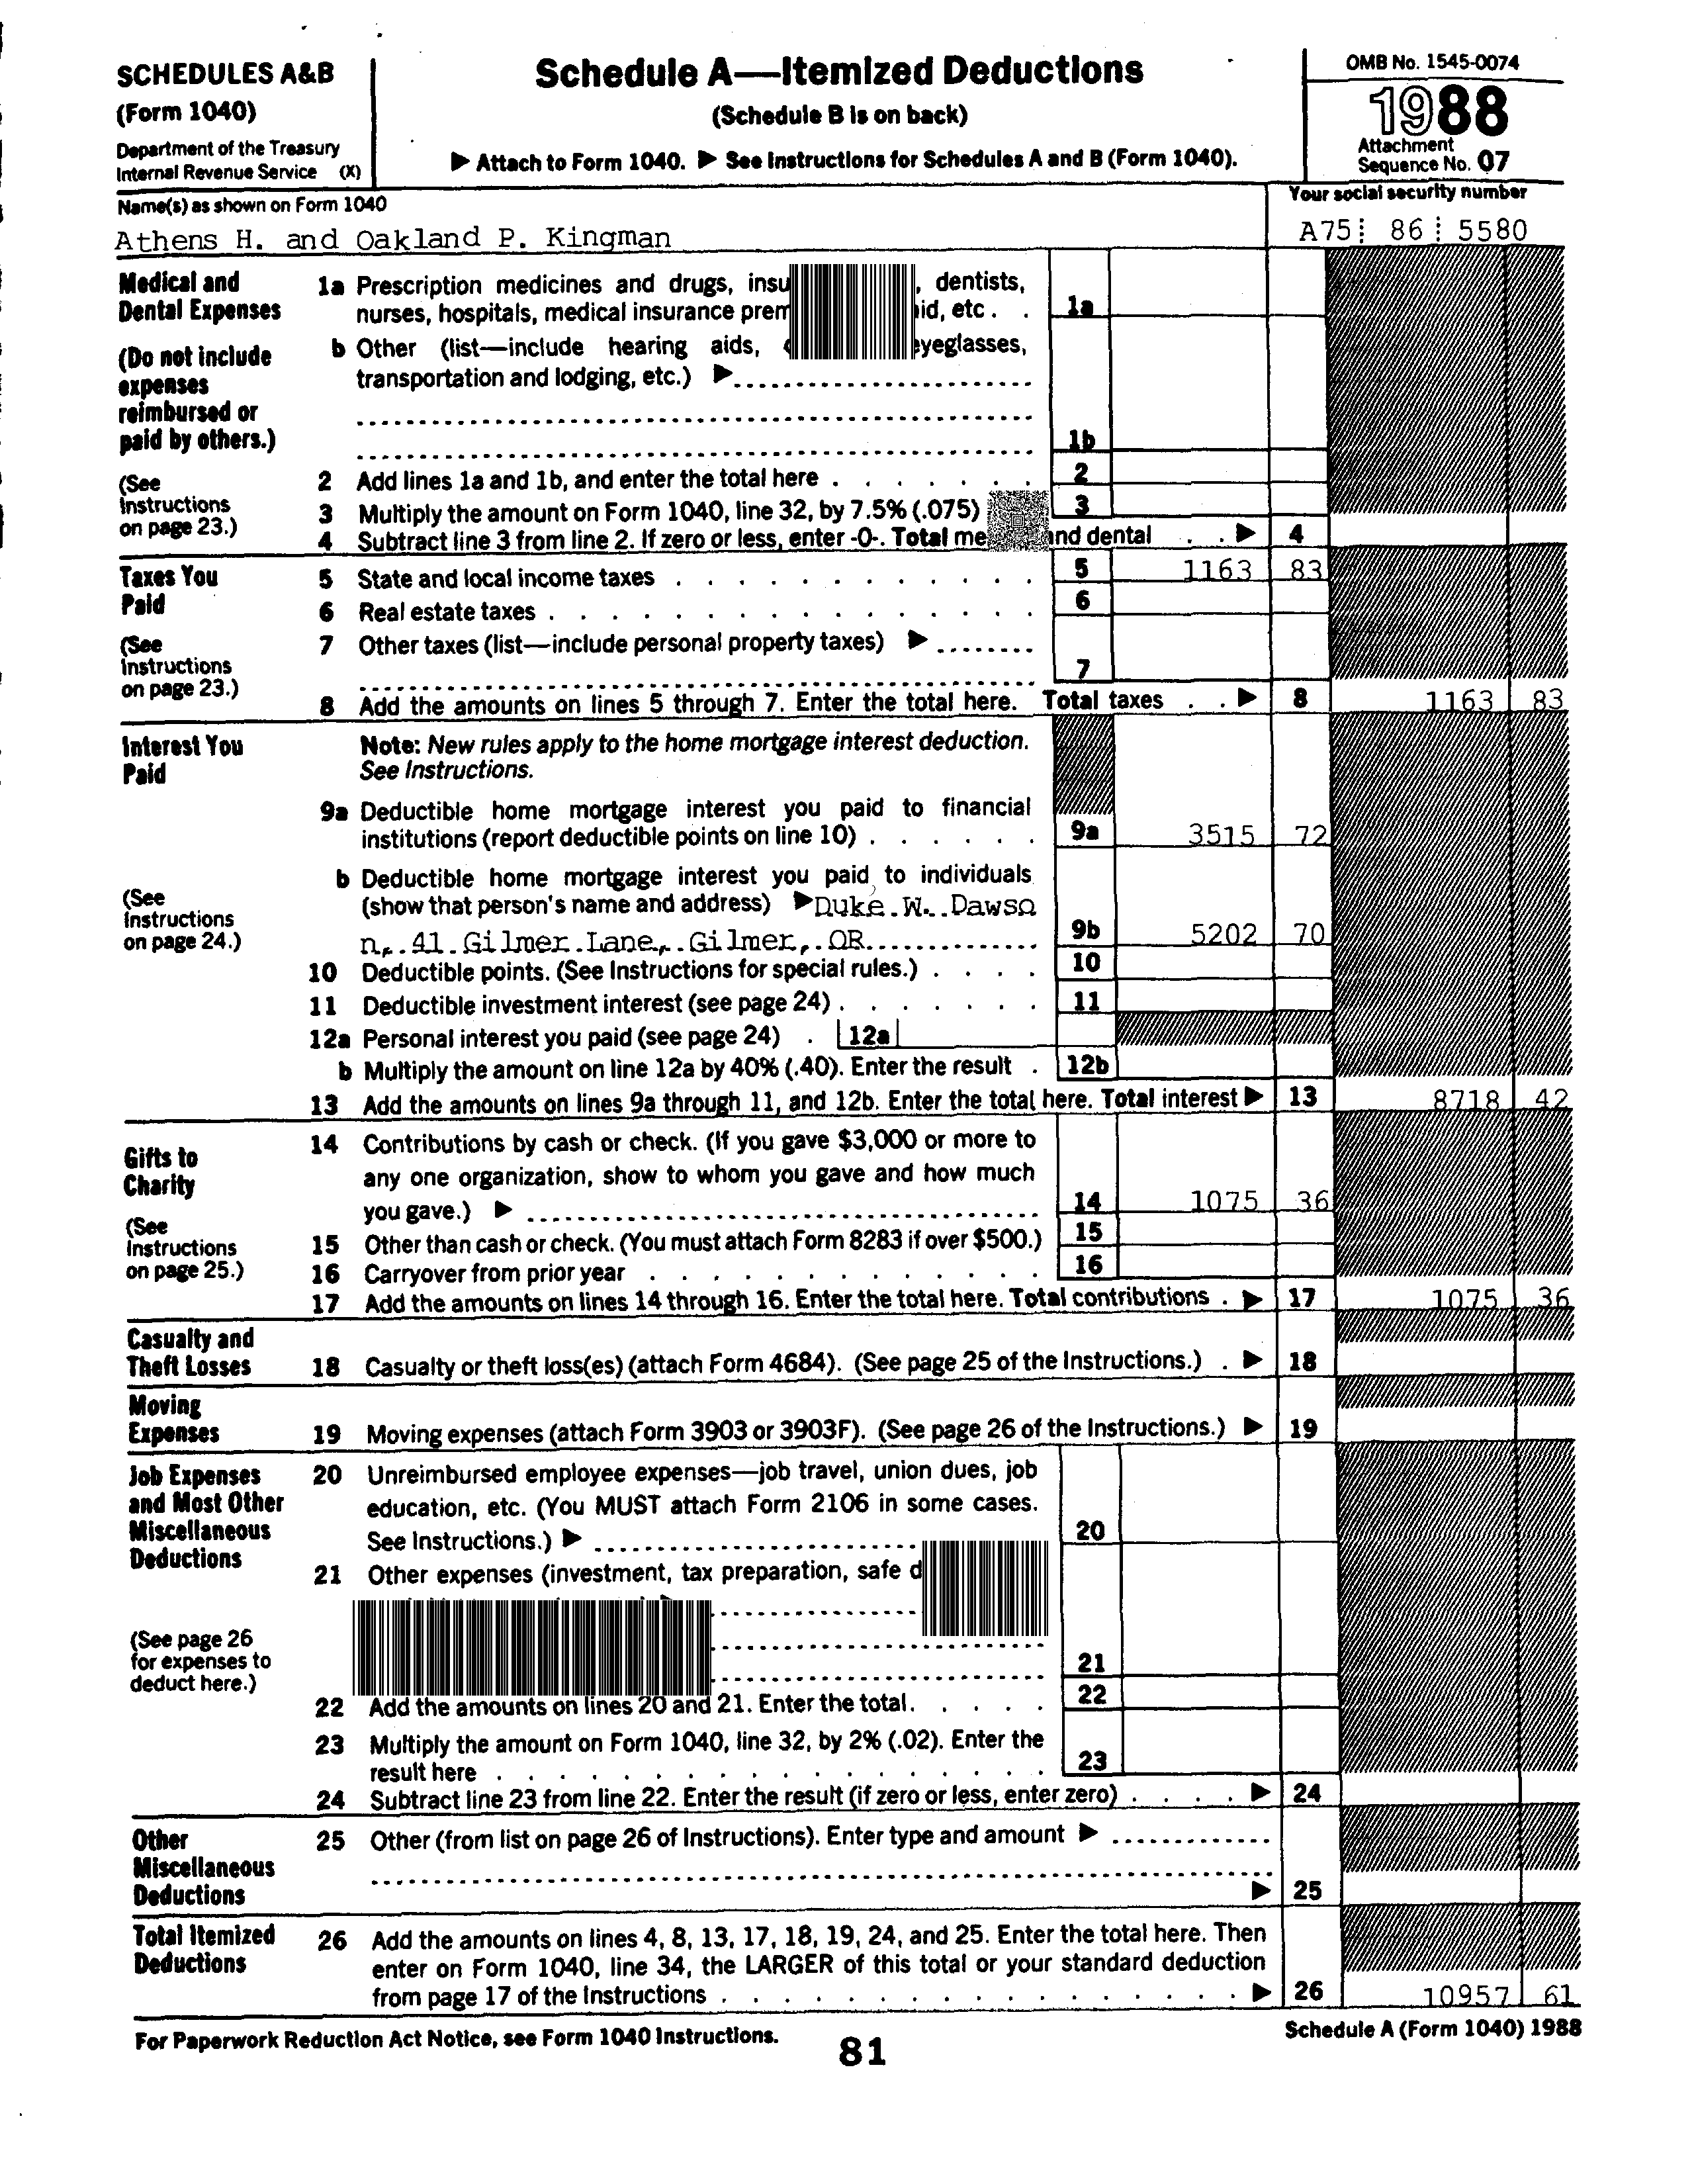 SCHEDULES A&B
(Form 1040)
Department of the Treasury
Internal Revenue Service (X)
Schedule A—Itemized Deductions
(Schedule B is on back)
▶ Attach to Form 1040. ▶ See Instructions for Schedules A and B (Form 1040).
OMB No. 1545-0074
1988
Attachment
Sequence No. 07
Name(s) as shown on Form 1040
Your social security number
Athens H. and Oakland P. Kingman
A75 86 5580
Medical and
Dental Expenses
(Do not include
expenses
reimbursed or
paid by others.)
(See
Instructions
on page 23.)
1a Prescription medicines and drugs, , dentists,
nurses, hospitals, medical insurance etc. . 1a
b Other (list—include hearing aids,
transportation and lodging, etc.) ▶
1b
2 Add lines 1a and 1b, and enter the total here . . . . . . . 2
3 Multiply the amount on Form 1040, line 32, by 7.5% (.075) 3
4 Subtract line 3 from line 2. If zero or less, enter -0-. Total dental . . ▶ 4
Taxes You
Paid
(See
Instructions
on page 23.)
5 State and local income taxes . . . . . . . . . . . . 5 1163 83
6 Real estate taxes . . . . . . . . . . . . . . . . 6
7 Other taxes (list—include personal property taxes) ▶
7
8 Add the amounts on lines 5 through 7. Enter the total here. Total taxes . . ▶ 8 1163 83
Interest You
Paid
(See
Instructions
on page 24.)
Note: New rules apply to the home mortgage interest deduction.
See Instructions.
9a Deductible home mortgage interest you paid to financial
institutions (report deductible points on line 10) . . . . . . 9a 3515 72
b Deductible home mortgage interest you paid to individuals
(show that person's name and address) ▶ Duke W. Dawso
n, 41 Gilmer Lane, Gilmer, OR 9b 5202 70
10 Deductible points. (See Instructions for special rules.) . . . . 10
11 Deductible investment interest (see page 24) . . . . . . . 11
12a Personal interest you paid (see page 24) . 12a
b Multiply the amount on line 12a by 40% (.40). Enter the result . 12b
13 Add the amounts on lines 9a through 11, and 12b. Enter the total here. Total interest ▶ 13 8718 42
Gifts to
Charity
(See
Instructions
on page 25.)
14 Contributions by cash or check. (If you gave $3,000 or more to
any one organization, show to whom you gave and how much
you gave.) ▶ 14 1075 36
15 Other than cash or check. (You must attach Form 8283 if over $500.) 15
16 Carryover from prior year . . . . . . . . . . . . . 16
17 Add the amounts on lines 14 through 16. Enter the total here. Total contributions . ▶ 17 1075 36
Casualty and
Theft Losses
18 Casualty or theft loss(es) (attach Form 4684). (See page 25 of the Instructions.) . ▶ 18
Moving
Expenses
19 Moving expenses (attach Form 3903 or 3903F). (See page 26 of the Instructions.) ▶ 19
Job Expenses
and Most Other
Miscellaneous
Deductions
(See page 26
for expenses to
deduct here.)
20 Unreimbursed employee expenses—job travel, union dues, job
education, etc. (You MUST attach Form 2106 in some cases.
See Instructions.) ▶ 20
21 Other expenses (investment, tax preparation, safe
21
22 Add the amounts on lines 20 and 21. Enter the total. . . . . 22
23 Multiply the amount on Form 1040, line 32, by 2% (.02). Enter the
result here . . . . . . . . . . . . . . . . . . 23
24 Subtract line 23 from line 22. Enter the result (if zero or less, enter zero) . . . . ▶ 24
Other
Miscellaneous
Deductions
25 Other (from list on page 26 of Instructions). Enter type and amount ▶
▶ 25
Total Itemized
Deductions
26 Add the amounts on lines 4, 8, 13, 17, 18, 19, 24, and 25. Enter the total here. Then
enter on Form 1040, line 34, the LARGER of this total or your standard deduction
from page 17 of the Instructions . . . . . . . . . . . . . . . . . ▶ 26 10957 61
For Paperwork Reduction Act Notice, see Form 1040 Instructions.
81
Schedule A (Form 1040) 1988